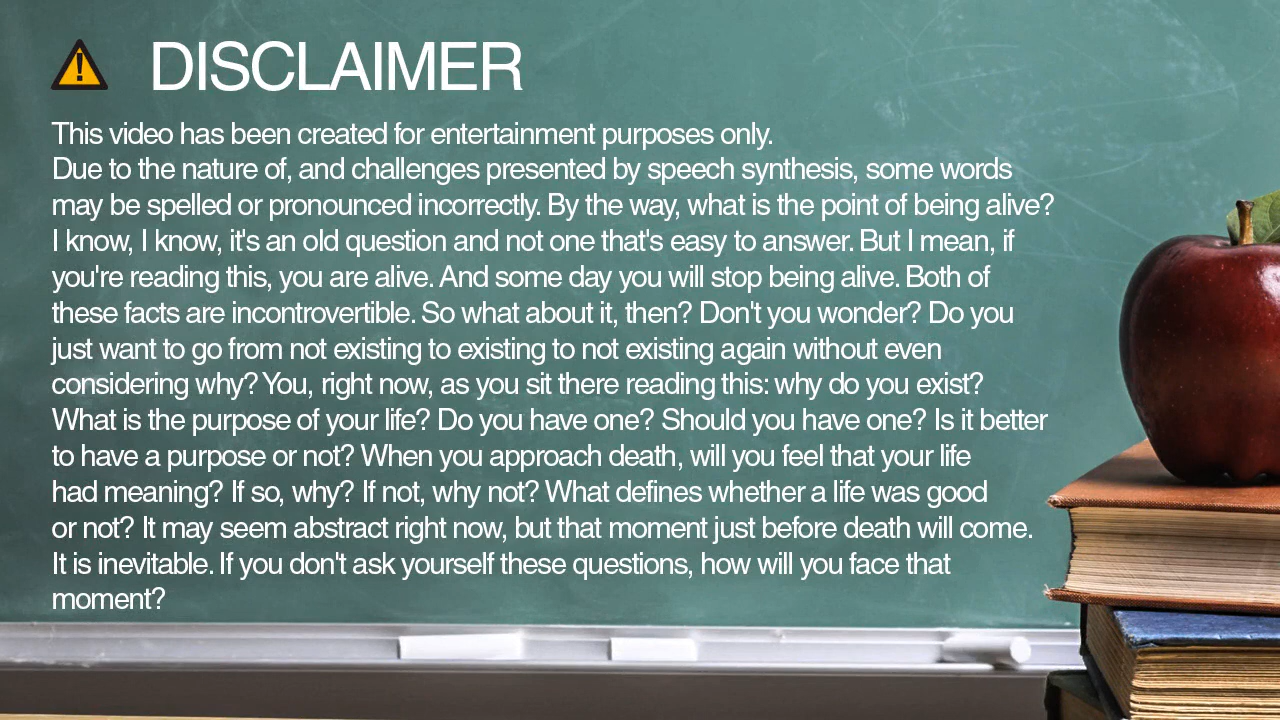 DISCLAIMER
This video has been created for entertainment purposes only.
Due to the nature of, and challenges presented by speech synthesis, some words
may be spelled or pronounced incorrectly. By the way, what is the point of being alive?
I know, I know, it's an old question and not one that's easy to answer. But I mean, if
you're reading this, you are alive. And some day you will stop being alive. Both of
these facts are incontrovertible. So what about it, then? Don't you wonder? Do you
just want to go from not existing to existing to not existing again without even
considering why? You, right now, as you sit there reading this: why do you exist?
What is the purpose of your life? Do you have one? Should you have one? Is it better
to have a purpose or not? When you approach death, will you feel that your life
had meaning? If so, why? If not, why not? What defines whether a life was good
or not? It may seem abstract right now, but that moment just before death will come.
It is inevitable. If you don't ask yourself these questions, how will you face that
moment?